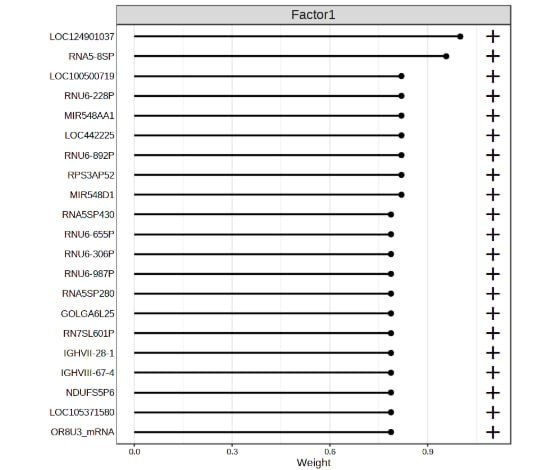 Factor1
LOC124901037
RNA5-8SP
LOC100500719
RNU6-228P
MIR548AA1
LOC442225
RNU6-892P
RPS3AP52
MIR548D1
RNA5SP430
RNU6-655P
RNU6-306P
RNU6-987P
RNA5SP280
GOLGA6L25
RN7SL601P
IGHVII-28-1
IGHVIII-67-4
NDUFS5P6
LOC105371580
OR8U3_mRNA
0.0 0.3 0.6 0.9
Weight